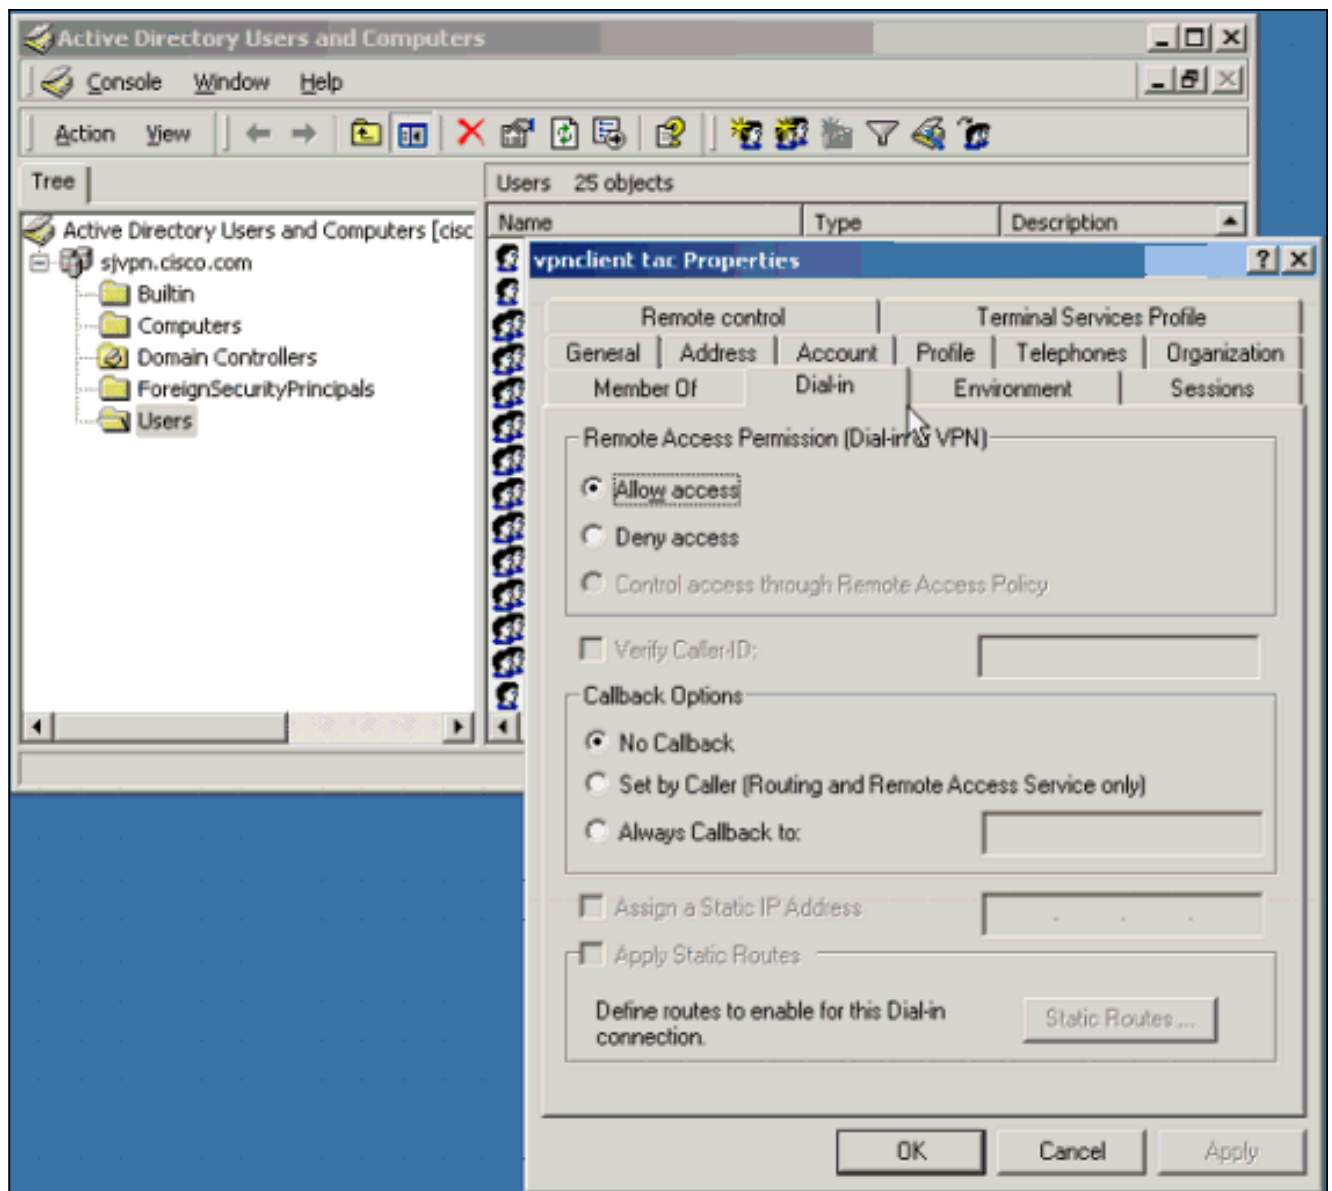 Active Directory Users and Computers
Console Window Help
Action View
Tree
Users 25 objects
Name Type Description
Active Directory Users and Computers [cisc
sjvpn.cisco.com
Builtin
Computers
Domain Controllers
ForeignSecurityPrincipals
Users
vpnclient tac Properties
Remote control Terminal Services Profile
General Address Account Profile Telephones Organization
Member Of Dial-in Environment Sessions
Remote Access Permission (Dial-in & VPN)
Allow access
Deny access
Control access through Remote Access Policy
Verify Caller-ID:
Callback Options
No Callback
Set by Caller (Routing and Remote Access Service only)
Always Callback to:
Assign a Static IP Address
Apply Static Routes
Define routes to enable for this Dial-in
connection.
Static Routes ...
OK Cancel Apply